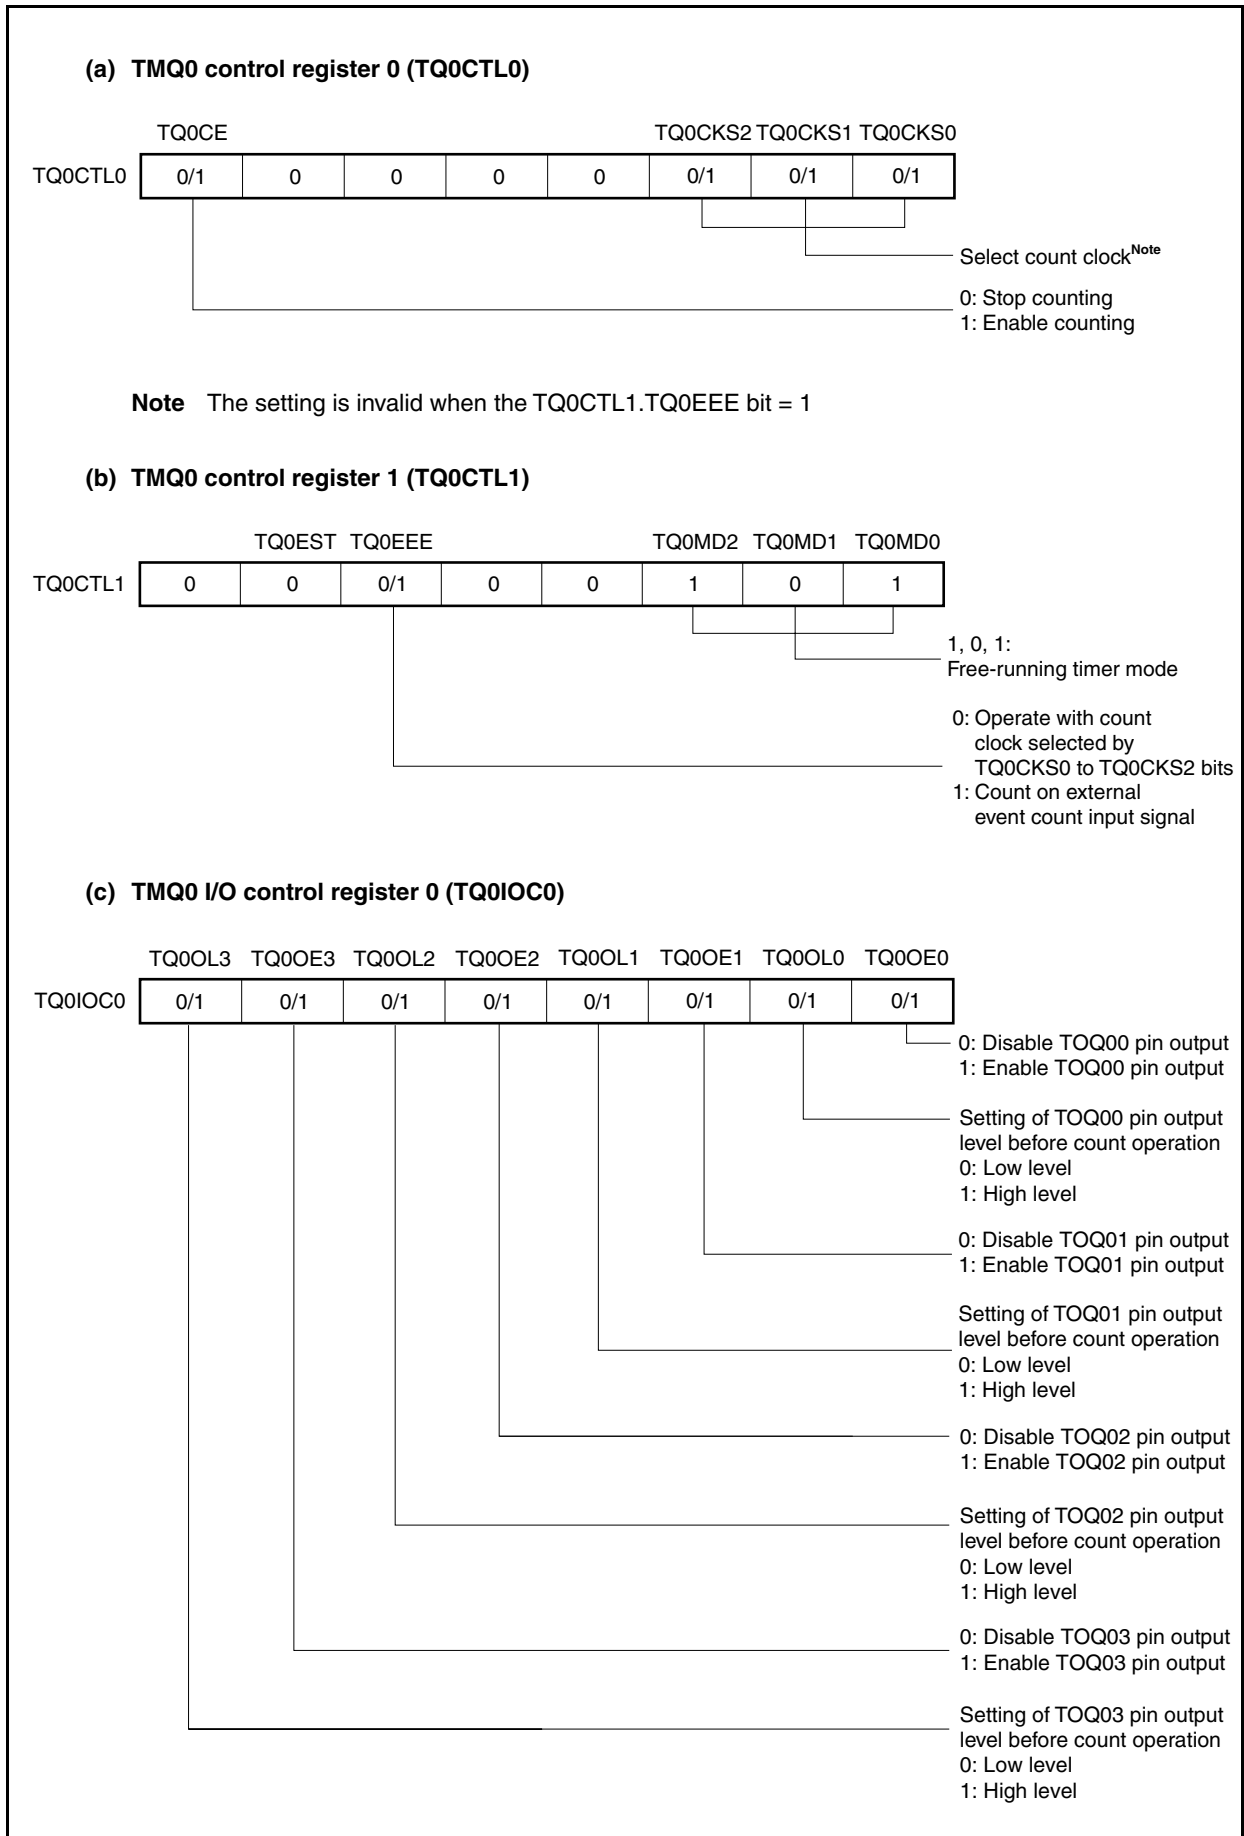 (a) TMQ0 control register 0 (TQ0CTL0)
TQ0CE TQ0CKS2 TQ0CKS1 TQ0CKS0
TQ0CTL0 0/1 0 0 0 0 0/1 0/1 0/1
Select count clockNote
0: Stop counting
1: Enable counting
Note The setting is invalid when the TQ0CTL1.TQ0EEE bit = 1
(b) TMQ0 control register 1 (TQ0CTL1)
TQ0EST TQ0EEE TQ0MD2 TQ0MD1 TQ0MD0
TQ0CTL1 0 0 0/1 0 0 1 0 1
1, 0, 1:
Free-running timer mode
0: Operate with count
clock selected by
TQ0CKS0 to TQ0CKS2 bits
1: Count on external
event count input signal
(c) TMQ0 I/O control register 0 (TQ0IOC0)
TQ0OL3 TQ0OE3 TQ0OL2 TQ0OE2 TQ0OL1 TQ0OE1 TQ0OL0 TQ0OE0
TQ0IOC0 0/1 0/1 0/1 0/1 0/1 0/1 0/1 0/1
0: Disable TOQ00 pin output
1: Enable TOQ00 pin output
Setting of TOQ00 pin output
level before count operation
0: Low level
1: High level
0: Disable TOQ01 pin output
1: Enable TOQ01 pin output
Setting of TOQ01 pin output
level before count operation
0: Low level
1: High level
0: Disable TOQ02 pin output
1: Enable TOQ02 pin output
Setting of TOQ02 pin output
level before count operation
0: Low level
1: High level
0: Disable TOQ03 pin output
1: Enable TOQ03 pin output
Setting of TOQ03 pin output
level before count operation
0: Low level
1: High level